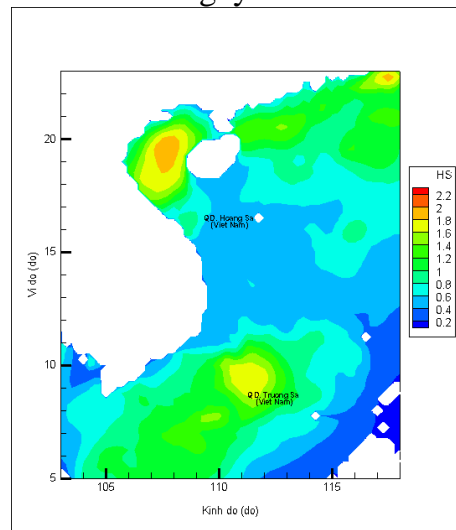 HS
2.2
2
1.8
1.6
1.4
1.2
1
0.8
0.6
0.4
0.2
20
15
10
5
Vi do (do)
QD. Hoang Sa
(Viet Nam)
QD. Truong Sa
(Viet Nam)
105
110
115
Kinh do (do)